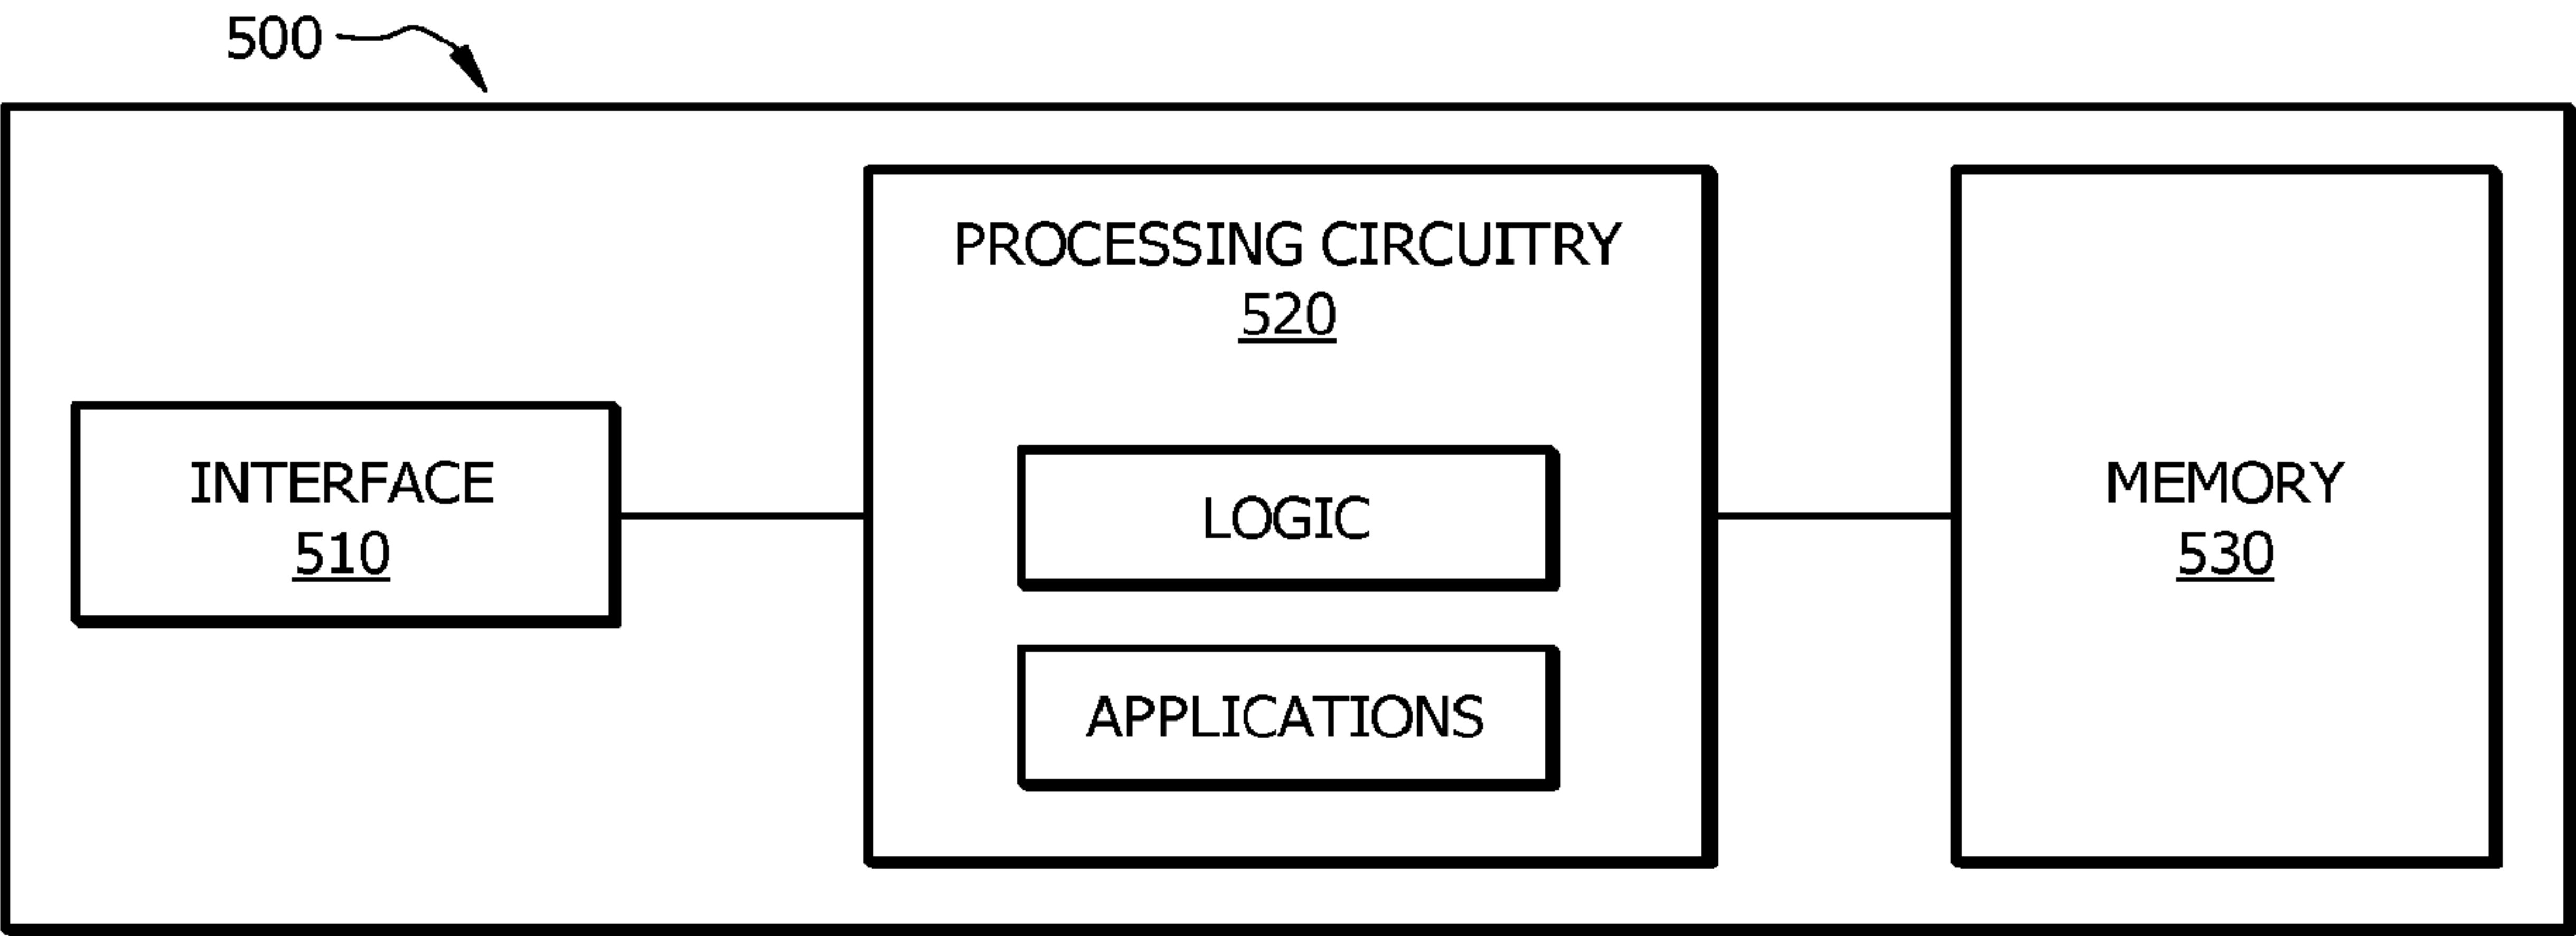 500
PROCESSING CIRCUITRY
520
INTERFACE
510
LOGIC
APPLICATIONS
MEMORY
530